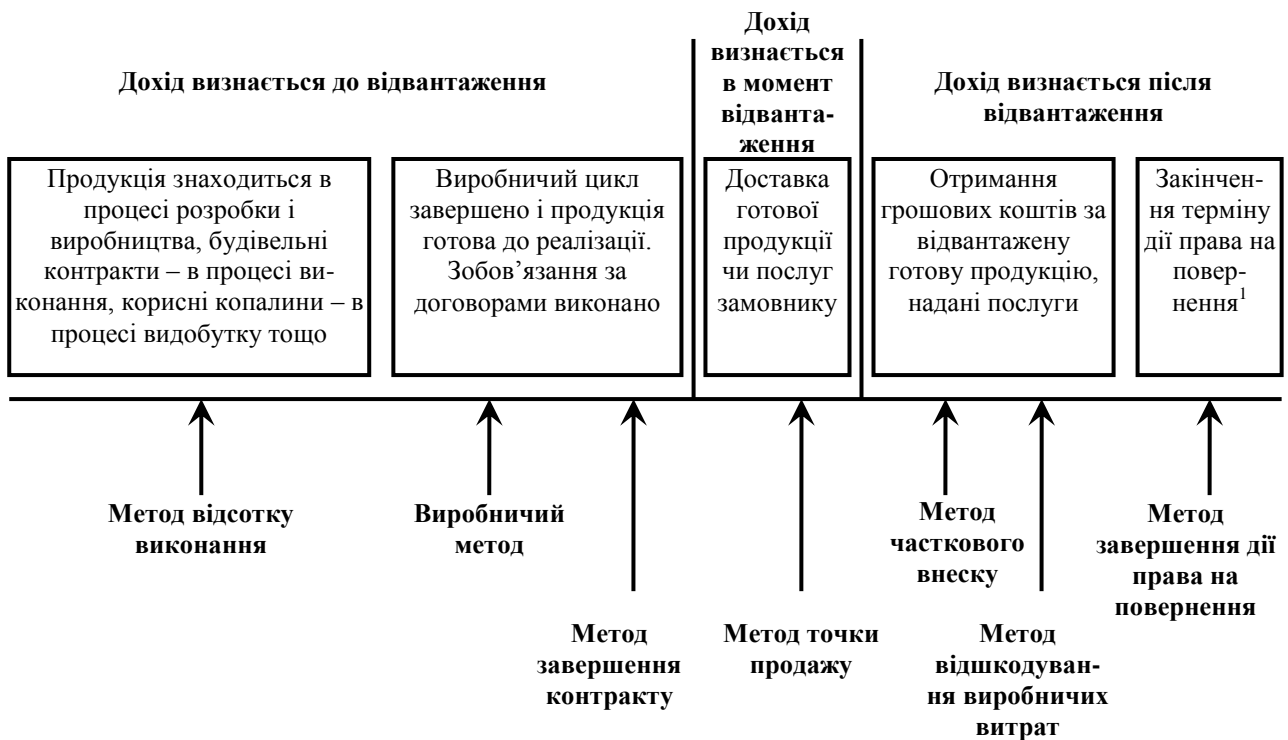 Дохід визнається до відвантаження
Дохід
визнається
в момент
відванта-
ження
Дохід визнається після
відвантаження
Продукція знаходиться в
процесі розробки і
виробництва, будівельні
контракти – в процесі ви-
конання, корисні копалини – в
процесі видобутку тощо
Виробничий цикл
завершено і продукція
готова до реалізації.
Зобов’язання за
договорами виконано
Доставка
готової
продукції
чи послуг
замовнику
Отримання
грошових коштів за
відвантажену
готову продукцію,
надані послуги
Закінчен-
ня терміну
дії права на
повер-
нення1
Метод відсотку
виконання
Виробничий
метод
Метод
завершення
контракту
Метод точки
продажу
Метод
часткового
внеску
Метод
відшкодуван-
ня виробничих
витрат
Метод
завершення дії
права на
повернення